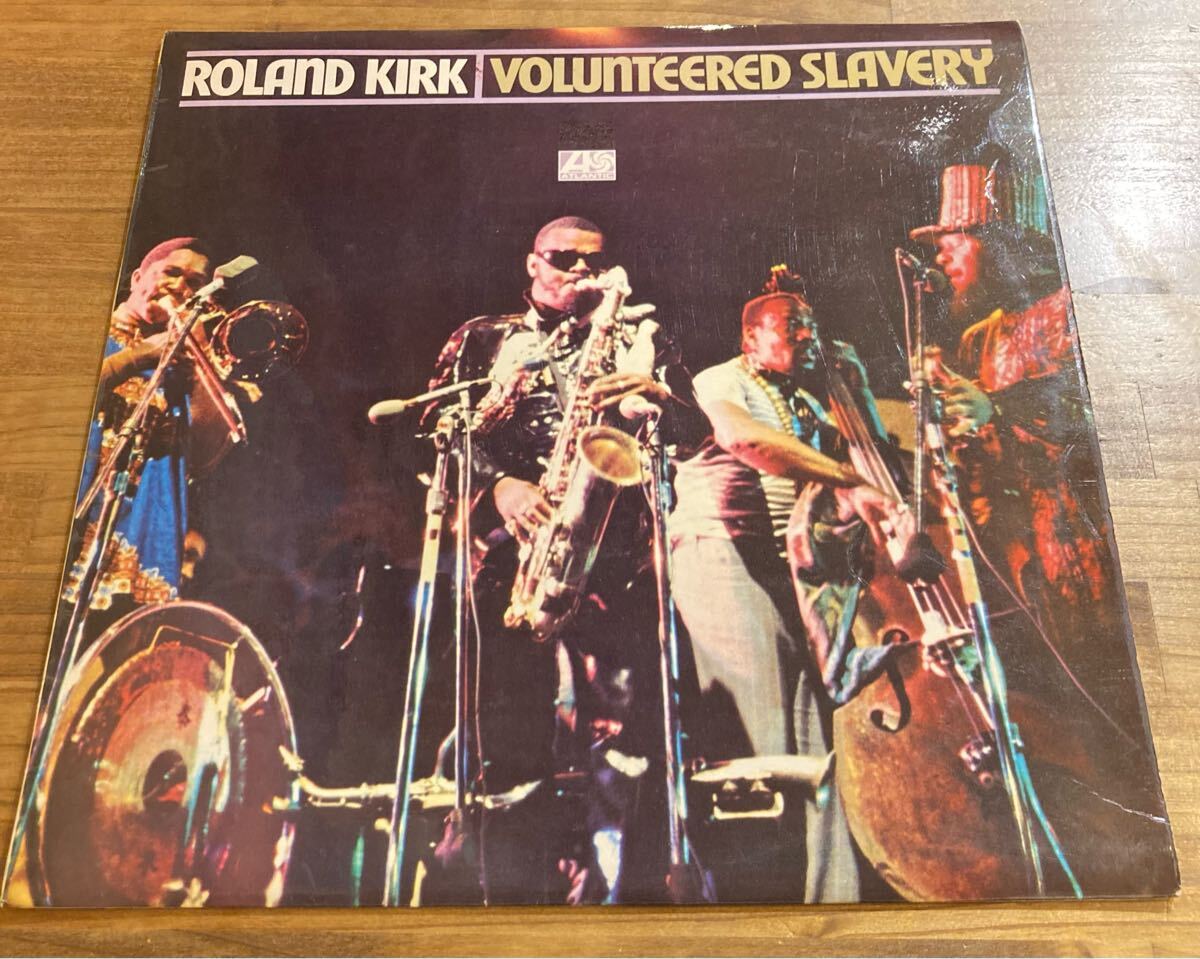 ROLAND KIRK | VOLUNTEERED SLAVERY
ATLANTIC